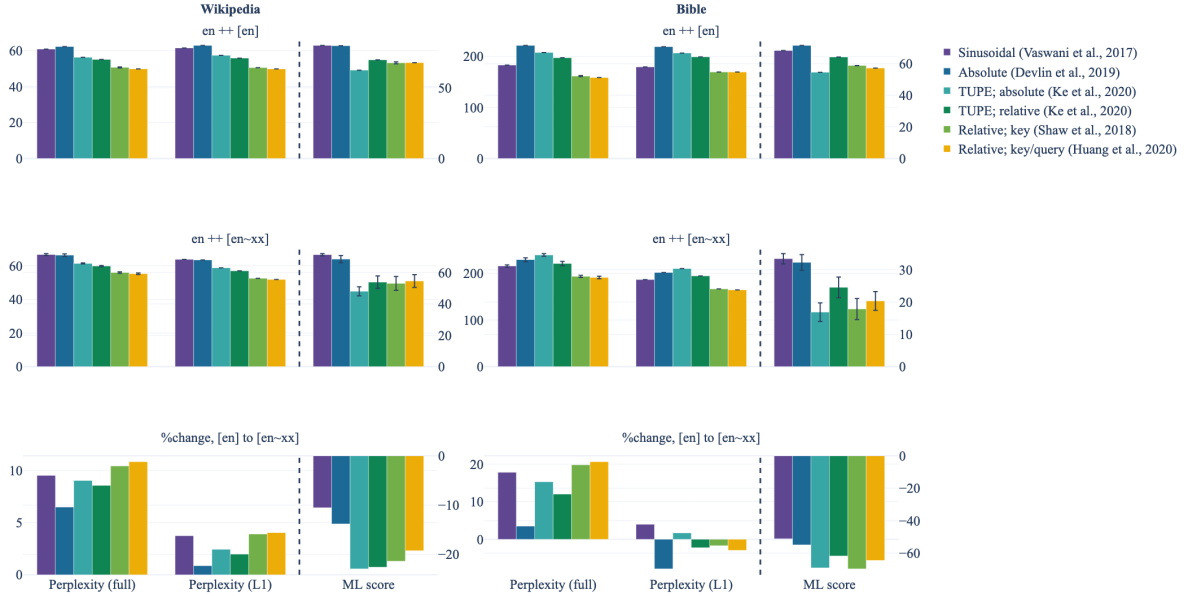 Wikipedia
Bible
en ++ [en]
en ++ [en]
60
40
20
0
50
0
200
150
100
0
60
40
20
0
Sinusoidal (Vaswani et al., 2017)
Absolute (Devlin et al., 2019)
TUPE; absolute (Ke et al., 2020)
TUPE; relative (Ke et al., 2020)
Relative; key (Shaw et al., 2018)
Relative; key/query (Huang et al., 2020)
en ++ [en~xx]
en ++ [en~xx]
60
40
20
0
60
40
20
0
200
100
0
30
20
10
0
%change, [en] to [en~xx]
%change, [en] to [en~xx]
10
5
0
0
−10
−20
20
10
0
0
−20
−40
−60
Perplexity (full)
Perplexity (L1)
ML score
Perplexity (full)
Perplexity (L1)
ML score